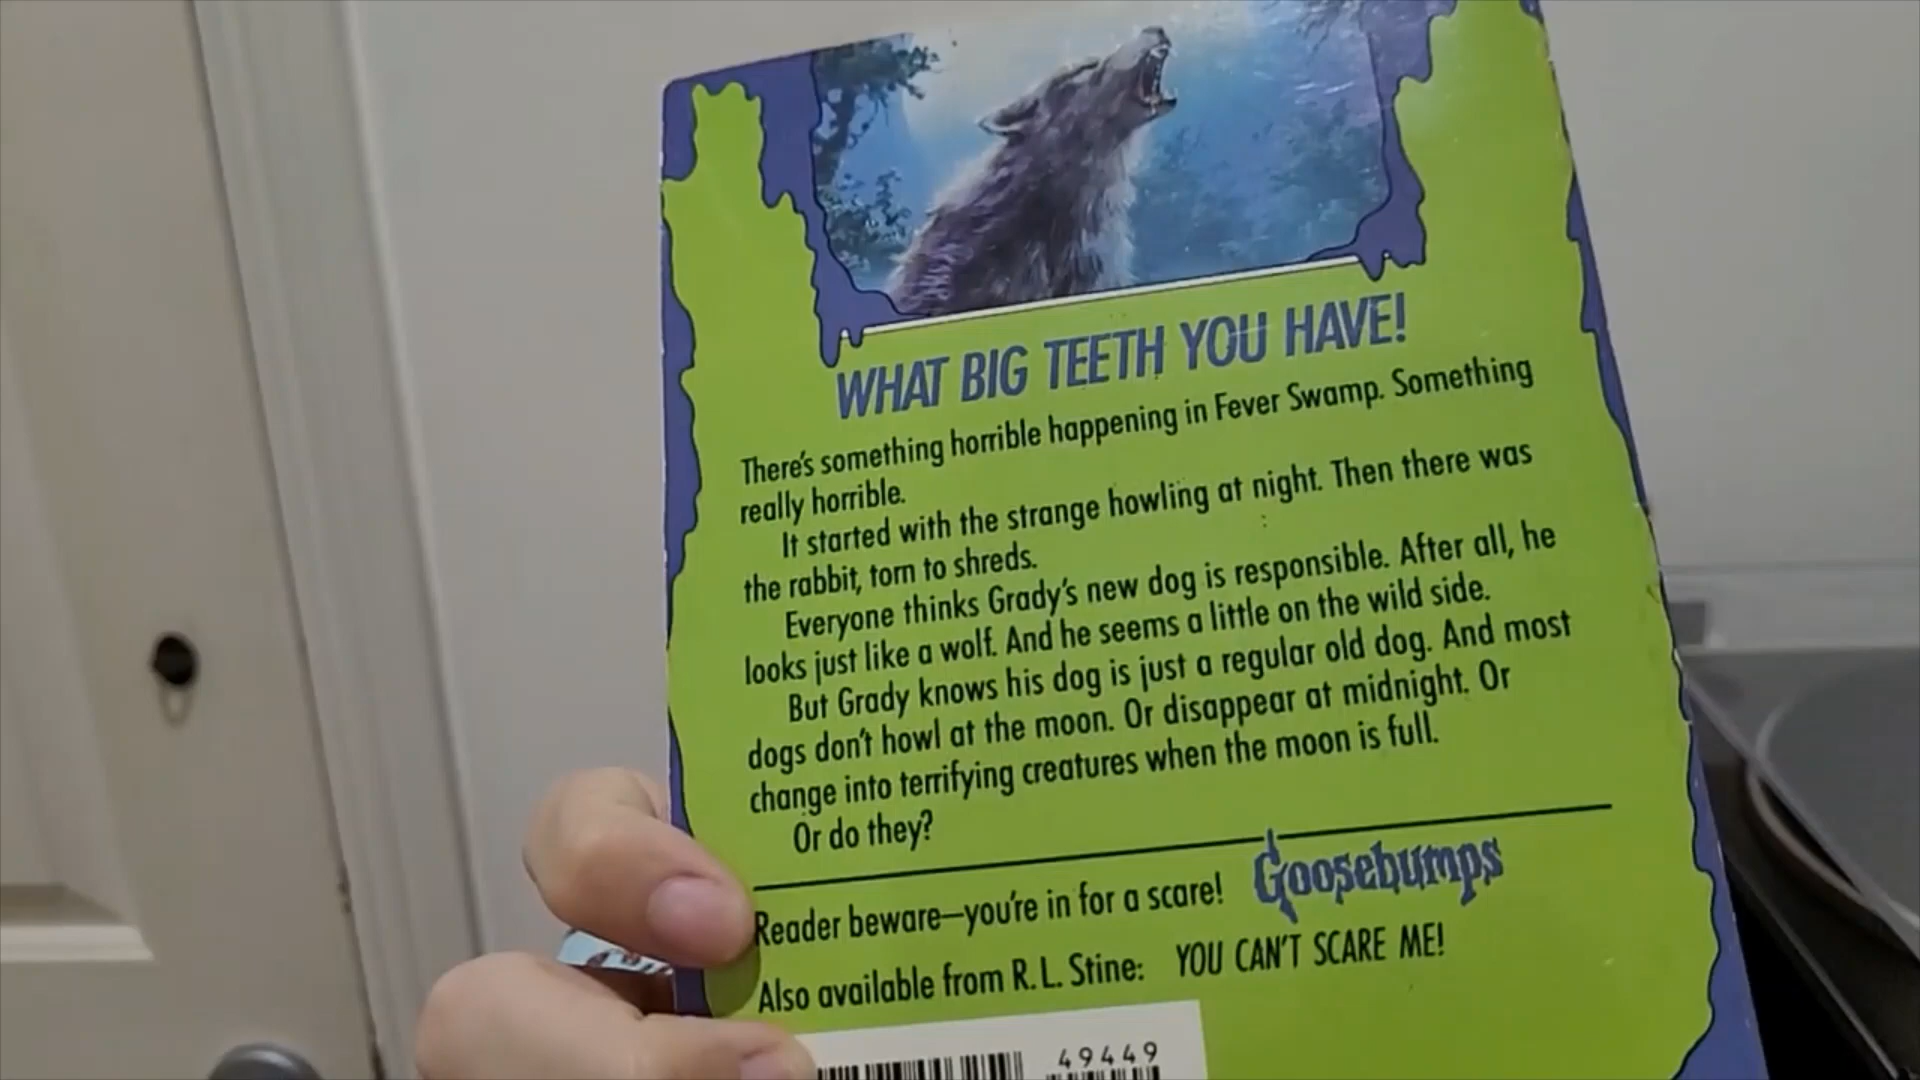 WHAT BIG TEETH YOU HAVE!
There's something horrible happening in Fever Swamp. Something
really horrible.
It started with the strange howling at night. Then there was
the rabbit, torn to shreds.
Everyone thinks Grady's new dog is responsible. After all, he
looks just like a wolf. And he seems a little on the wild side.
But Grady knows his dog is just a regular old dog. And most
dogs don't howl at the moon. Or disappear at midnight. Or
change into terrifying creatures when the moon is full.
Or do they?
Reader beware—you're in for a scare! Goosebumps
Also available from R. L. Stine: YOU CAN'T SCARE ME!
49449